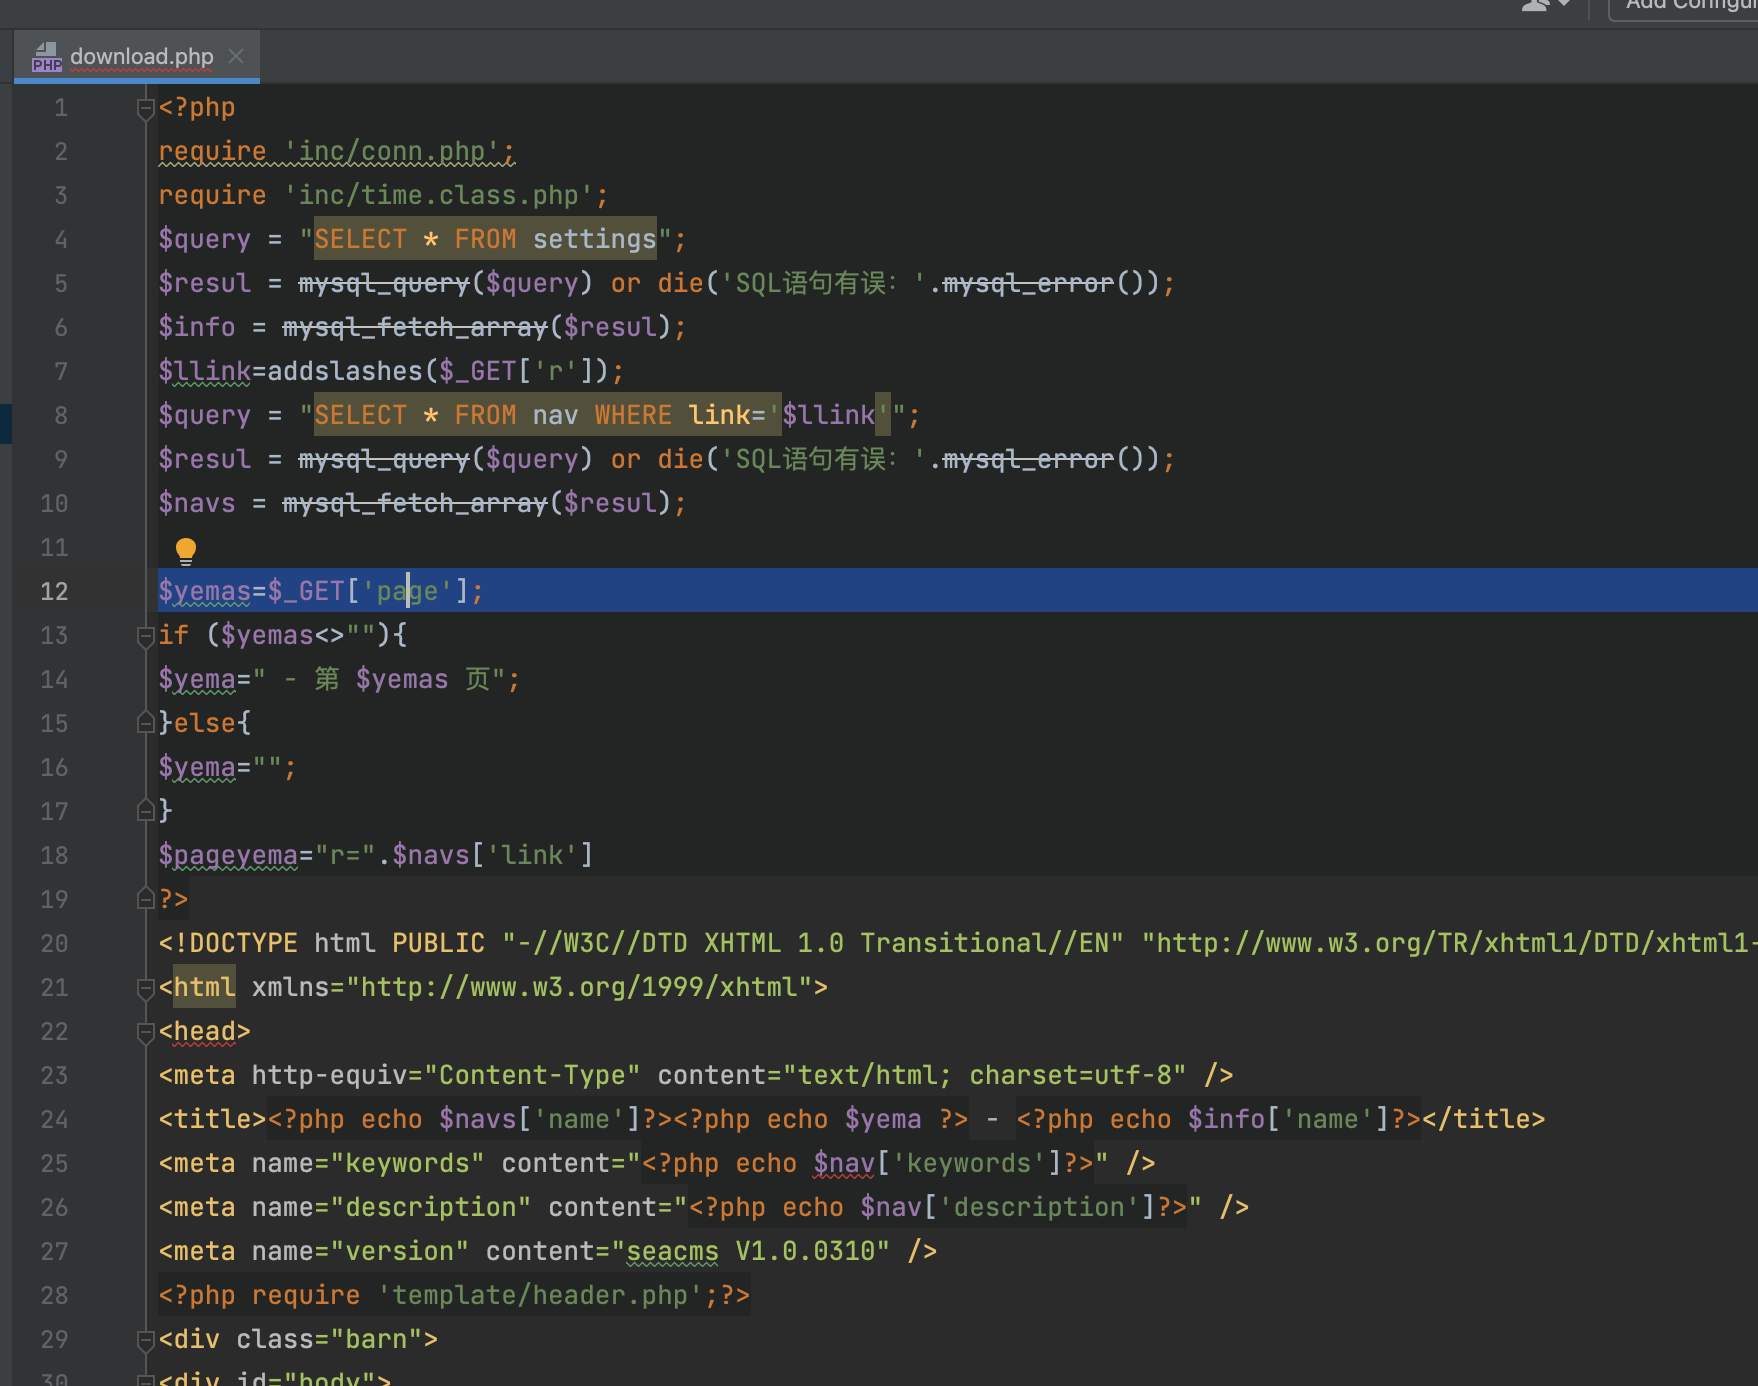 Add Configur
PHP download.php
1 <?php
2 require 'inc/conn.php';
3 require 'inc/time.class.php';
4 $query = "SELECT * FROM settings";
5 $resul = mysql_query($query) or die('SQL语句有误：'.mysql_error());
6 $info = mysql_fetch_array($resul);
7 $llink=addslashes($_GET['r']);
8 $query = "SELECT * FROM nav WHERE link='$llink'";
9 $resul = mysql_query($query) or die('SQL语句有误：'.mysql_error());
10 $navs = mysql_fetch_array($resul);
11
12 $yemas=$_GET['page'];
13 if ($yemas<>""){
14 $yema=" - 第 $yemas 页";
15 }else{
16 $yema="";
17 }
18 $pageyema="r=".$navs['link']
19 ?>
20 <!DOCTYPE html PUBLIC "-//W3C//DTD XHTML 1.0 Transitional//EN" "http://www.w3.org/TR/xhtml1/DTD/xhtml1-
21 <html xmlns="http://www.w3.org/1999/xhtml">
22 <head>
23 <meta http-equiv="Content-Type" content="text/html; charset=utf-8" />
24 <title><?php echo $navs['name']?><?php echo $yema ?> - <?php echo $info['name']?></title>
25 <meta name="keywords" content="<?php echo $nav['keywords']?>" />
26 <meta name="description" content="<?php echo $nav['description']?>" />
27 <meta name="version" content="seacms V1.0.0310" />
28 <?php require 'template/header.php';?>
29 <div class="barn">
30 <div id="body">